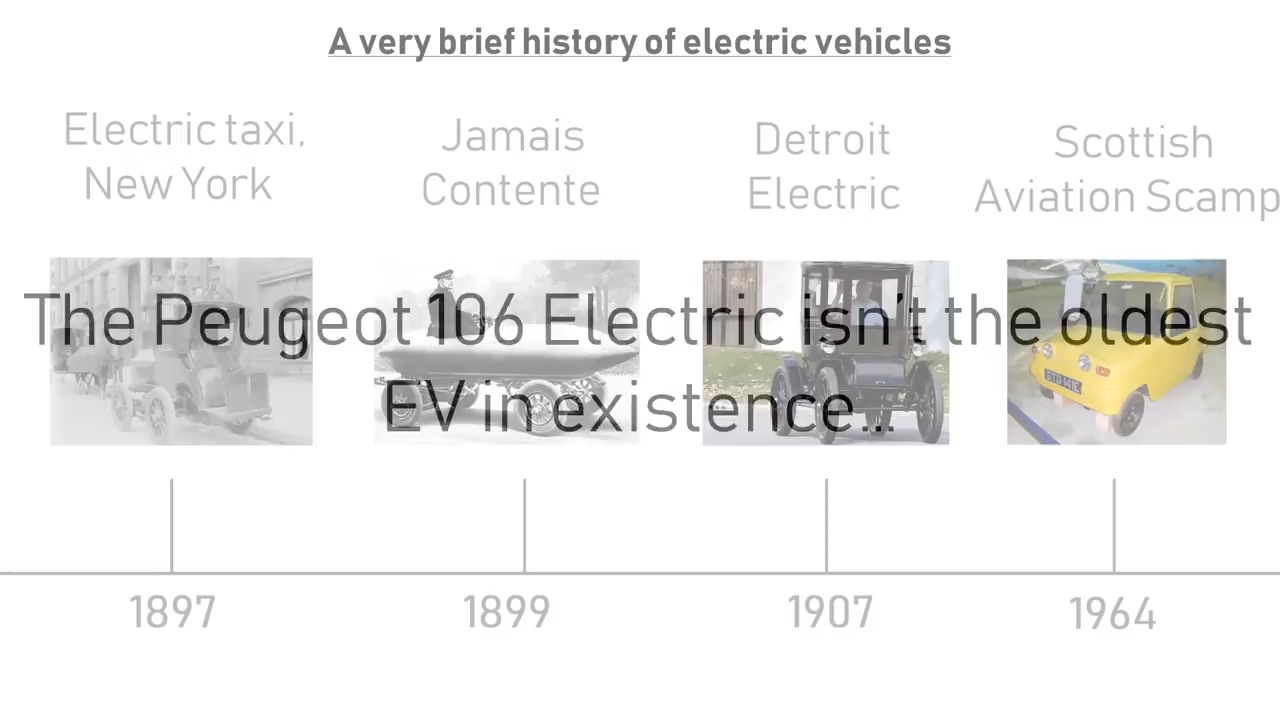 A very brief history of electric vehicles
Electric taxi,
New York
Jamais
Contente
Detroit
Electric
Scottish
Aviation Scamp
The Peugeot 106 Electric isn't the oldest
EV in existence...
1897
1899
1907
1964